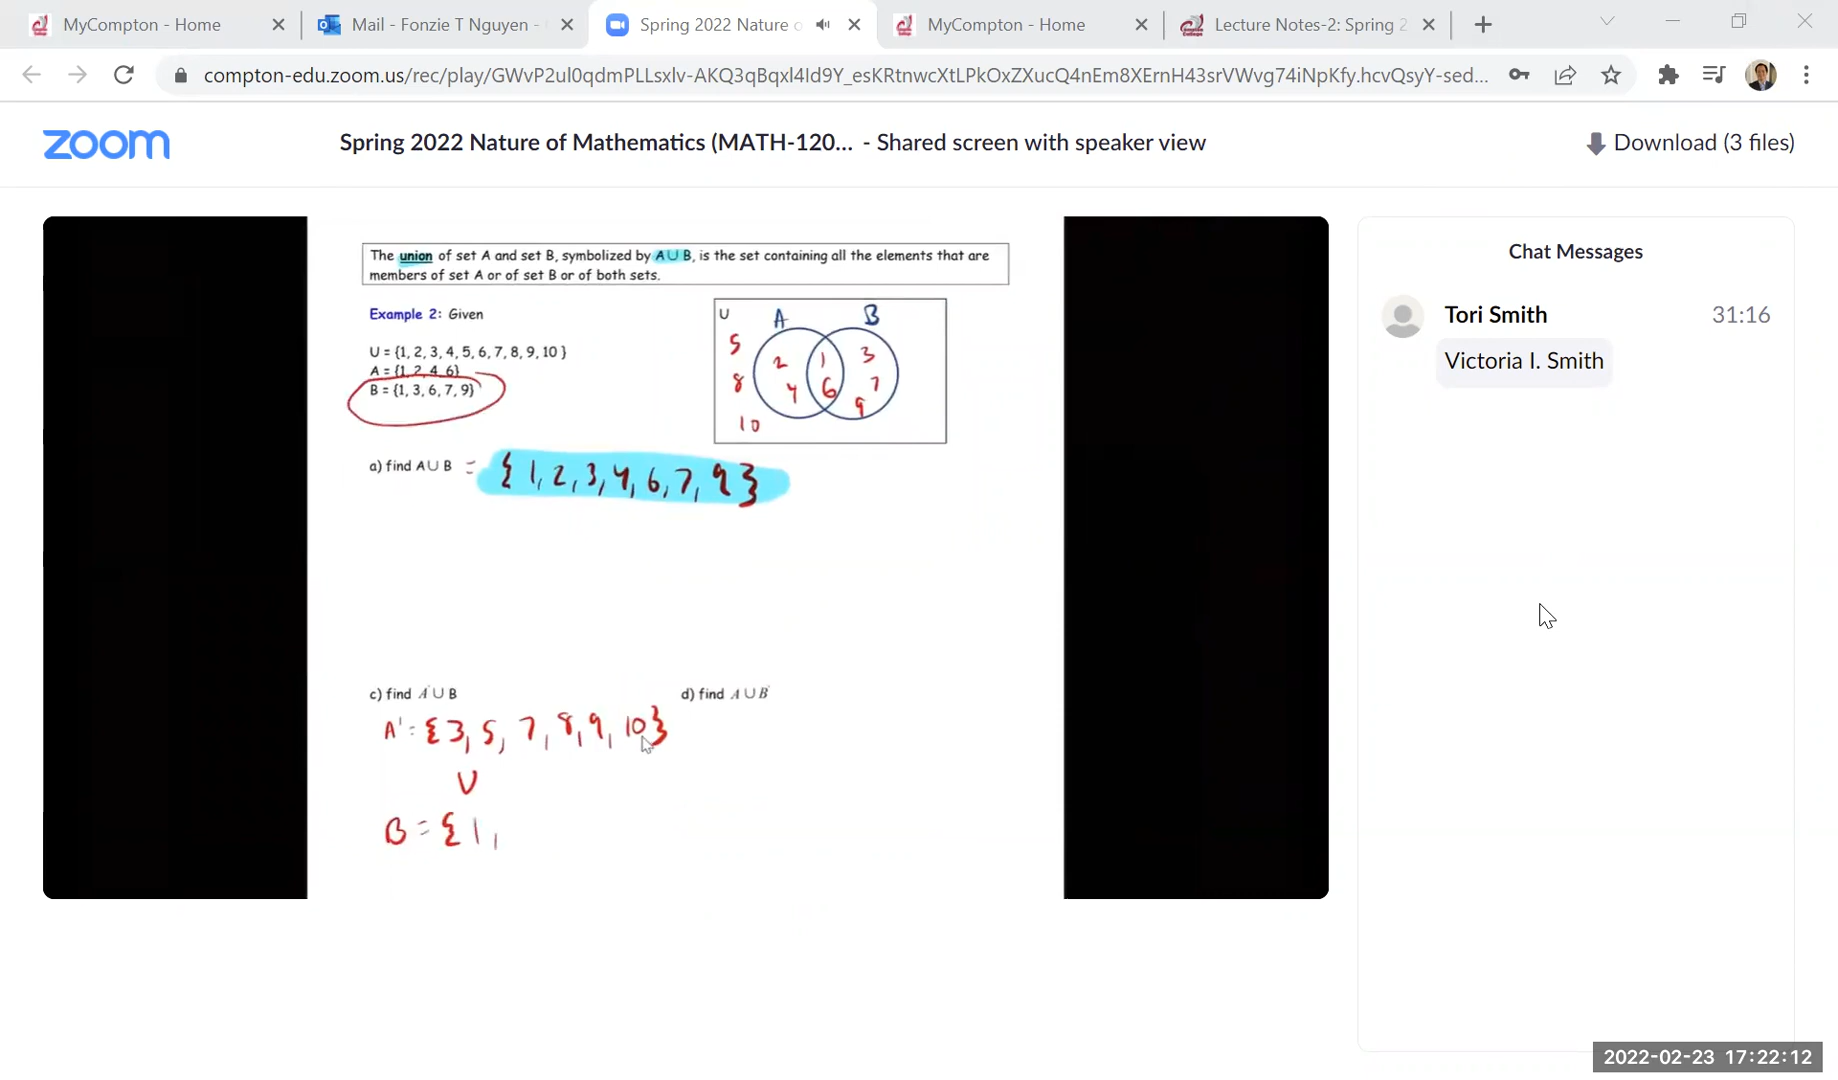 MyCompton - Home
Mail - Fonzie T Nguyen -
Spring 2022 Nature o
MyCompton - Home
Lecture Notes-2: Spring 2
compton-edu.zoom.us/rec/play/GWvP2ul0qdmPLLsxlv-AKQ3qBqxl4Id9Y_esKRtnwcXtLPkOxZXucQ4nEm8XErnH43srVWvg74iNpKfy.hcvQsyY-sed...
zoom
Spring 2022 Nature of Mathematics (MATH-120... - Shared screen with speaker view
Download (3 files)
The union of set A and set B, symbolized by A ∪ B, is the set containing all the elements that are
members of set A or of set B or of both sets.
Example 2: Given
U = {1, 2, 3, 4, 5, 6, 7, 8, 9, 10 }
A = {1, 2, 4, 6}
B = {1, 3, 6, 7, 9}
U A B
5 2 1 3
8 4 6 7
10 9
a) find A ∪ B = { 1, 2, 3, 4, 6, 7, 9 }
c) find A' ∪ B
A' = { 3, 5, 7, 8, 9, 10 }
∪
B = { 1,
d) find A ∪ B'
Chat Messages
Tori Smith 31:16
Victoria I. Smith
2022-02-23 17:22:12